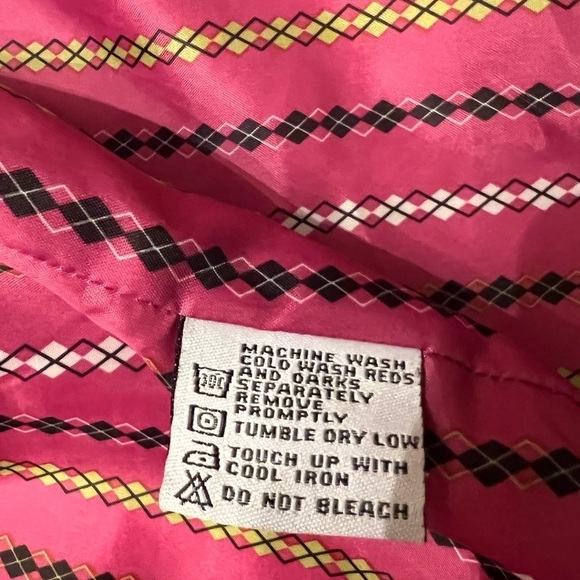 MACHINE WASH
COLD WASH REDS
AND DARKS
30C SEPARATELY
REMOVE
PROMPTLY
TUMBLE DRY LOW
TOUCH UP WITH
COOL IRON
DO NOT BLEACH